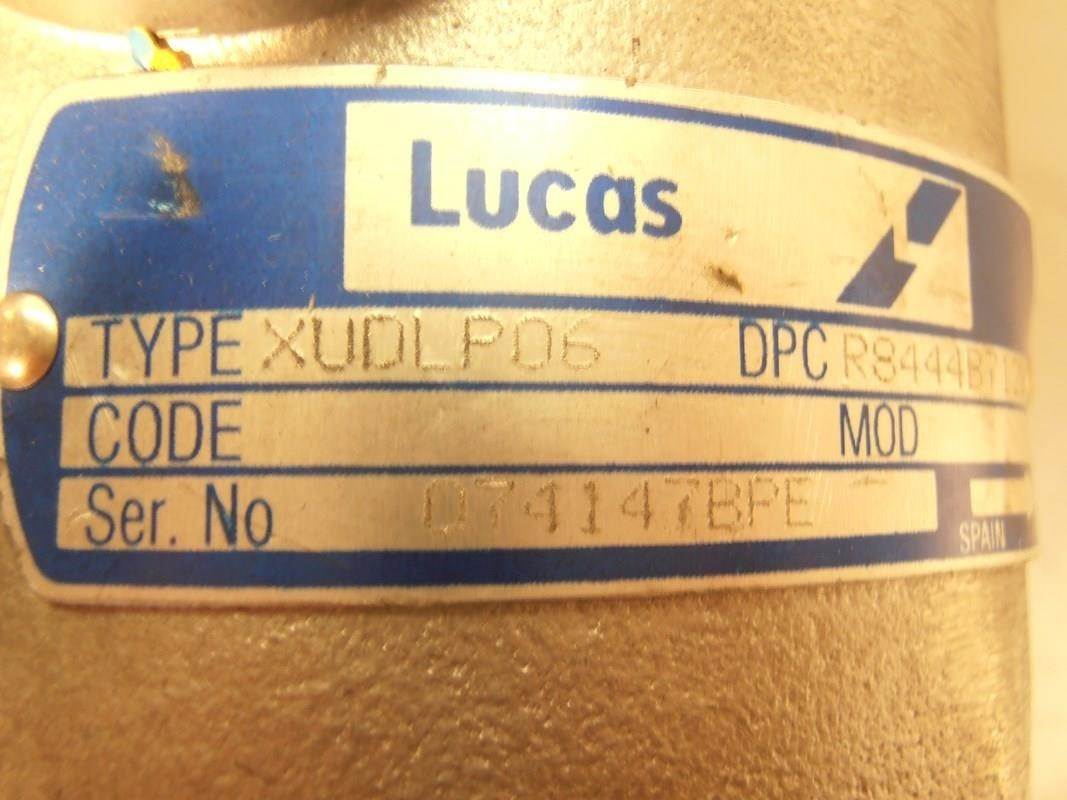 Lucas
TYPE XUDLP06 DPC
CODE MOD
Ser. No 074147BPE
SPAIN